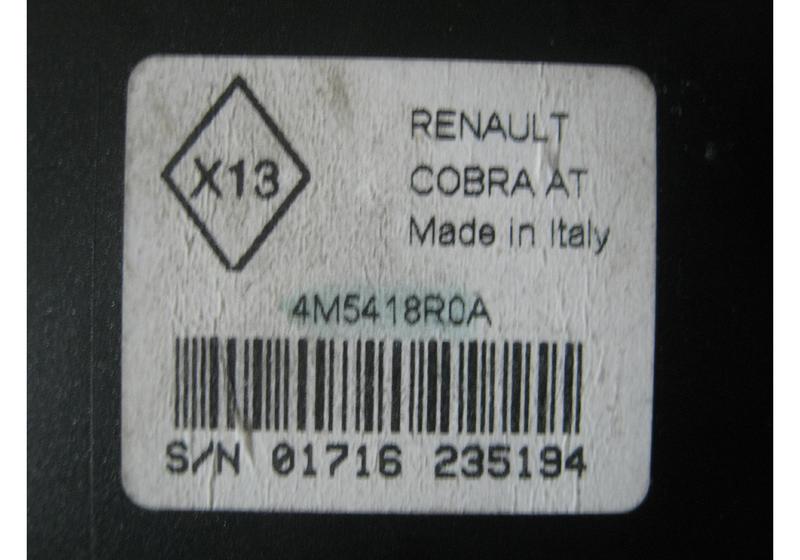 X13
RENAULT
COBRA AT
Made in Italy
4M5418R0A
S/N 01716 235194